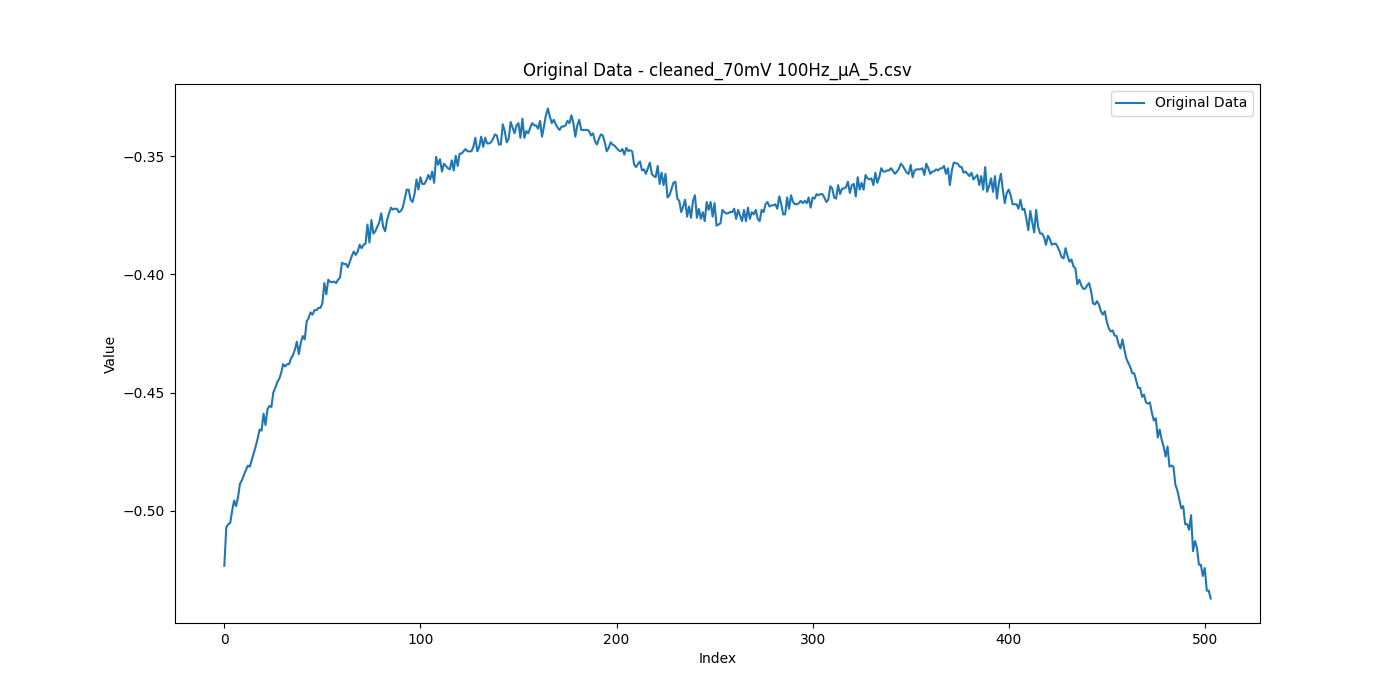 Original Data - cleaned_70mV 100Hz_µA_5.csv
Original Data
−0.35
−0.40
−0.45
−0.50
Value
0 100 200 300 400 500
Index